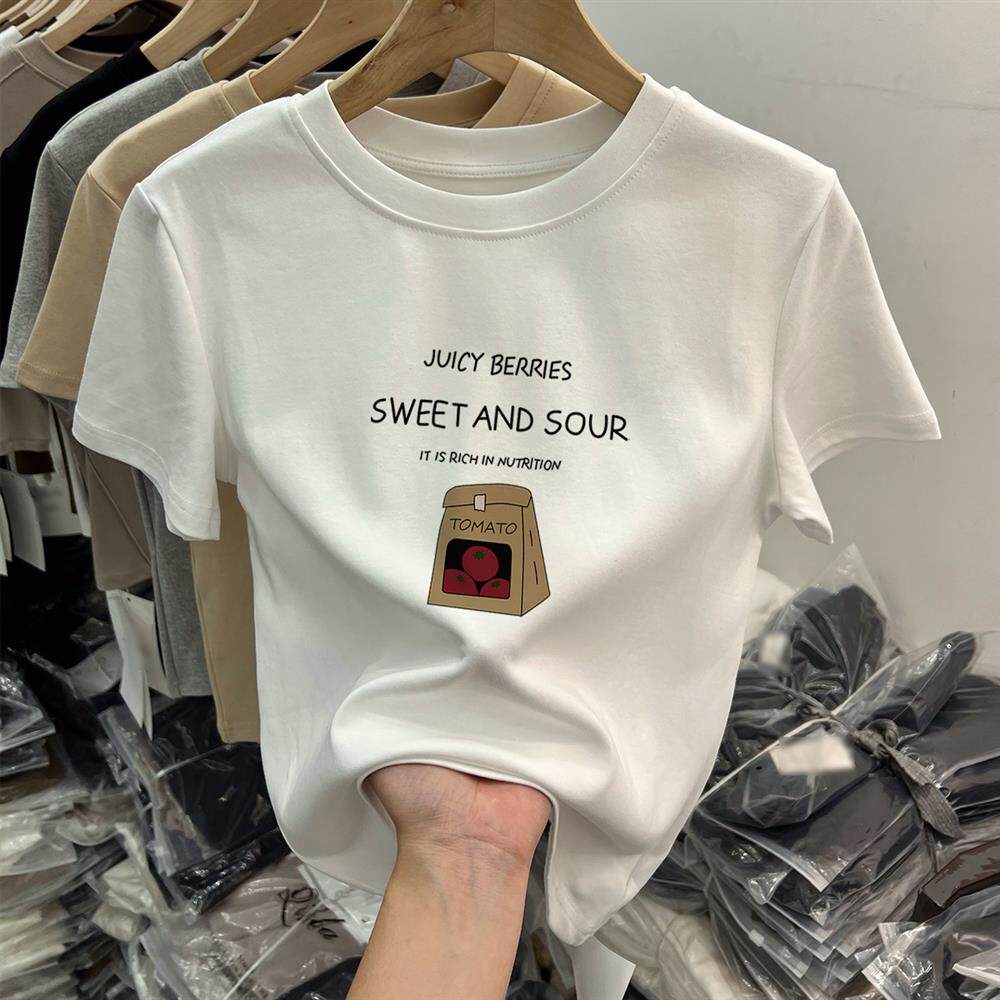 JUICY BERRIES
SWEET AND SOUR
IT IS RICH IN NUTRITION
TOMATO